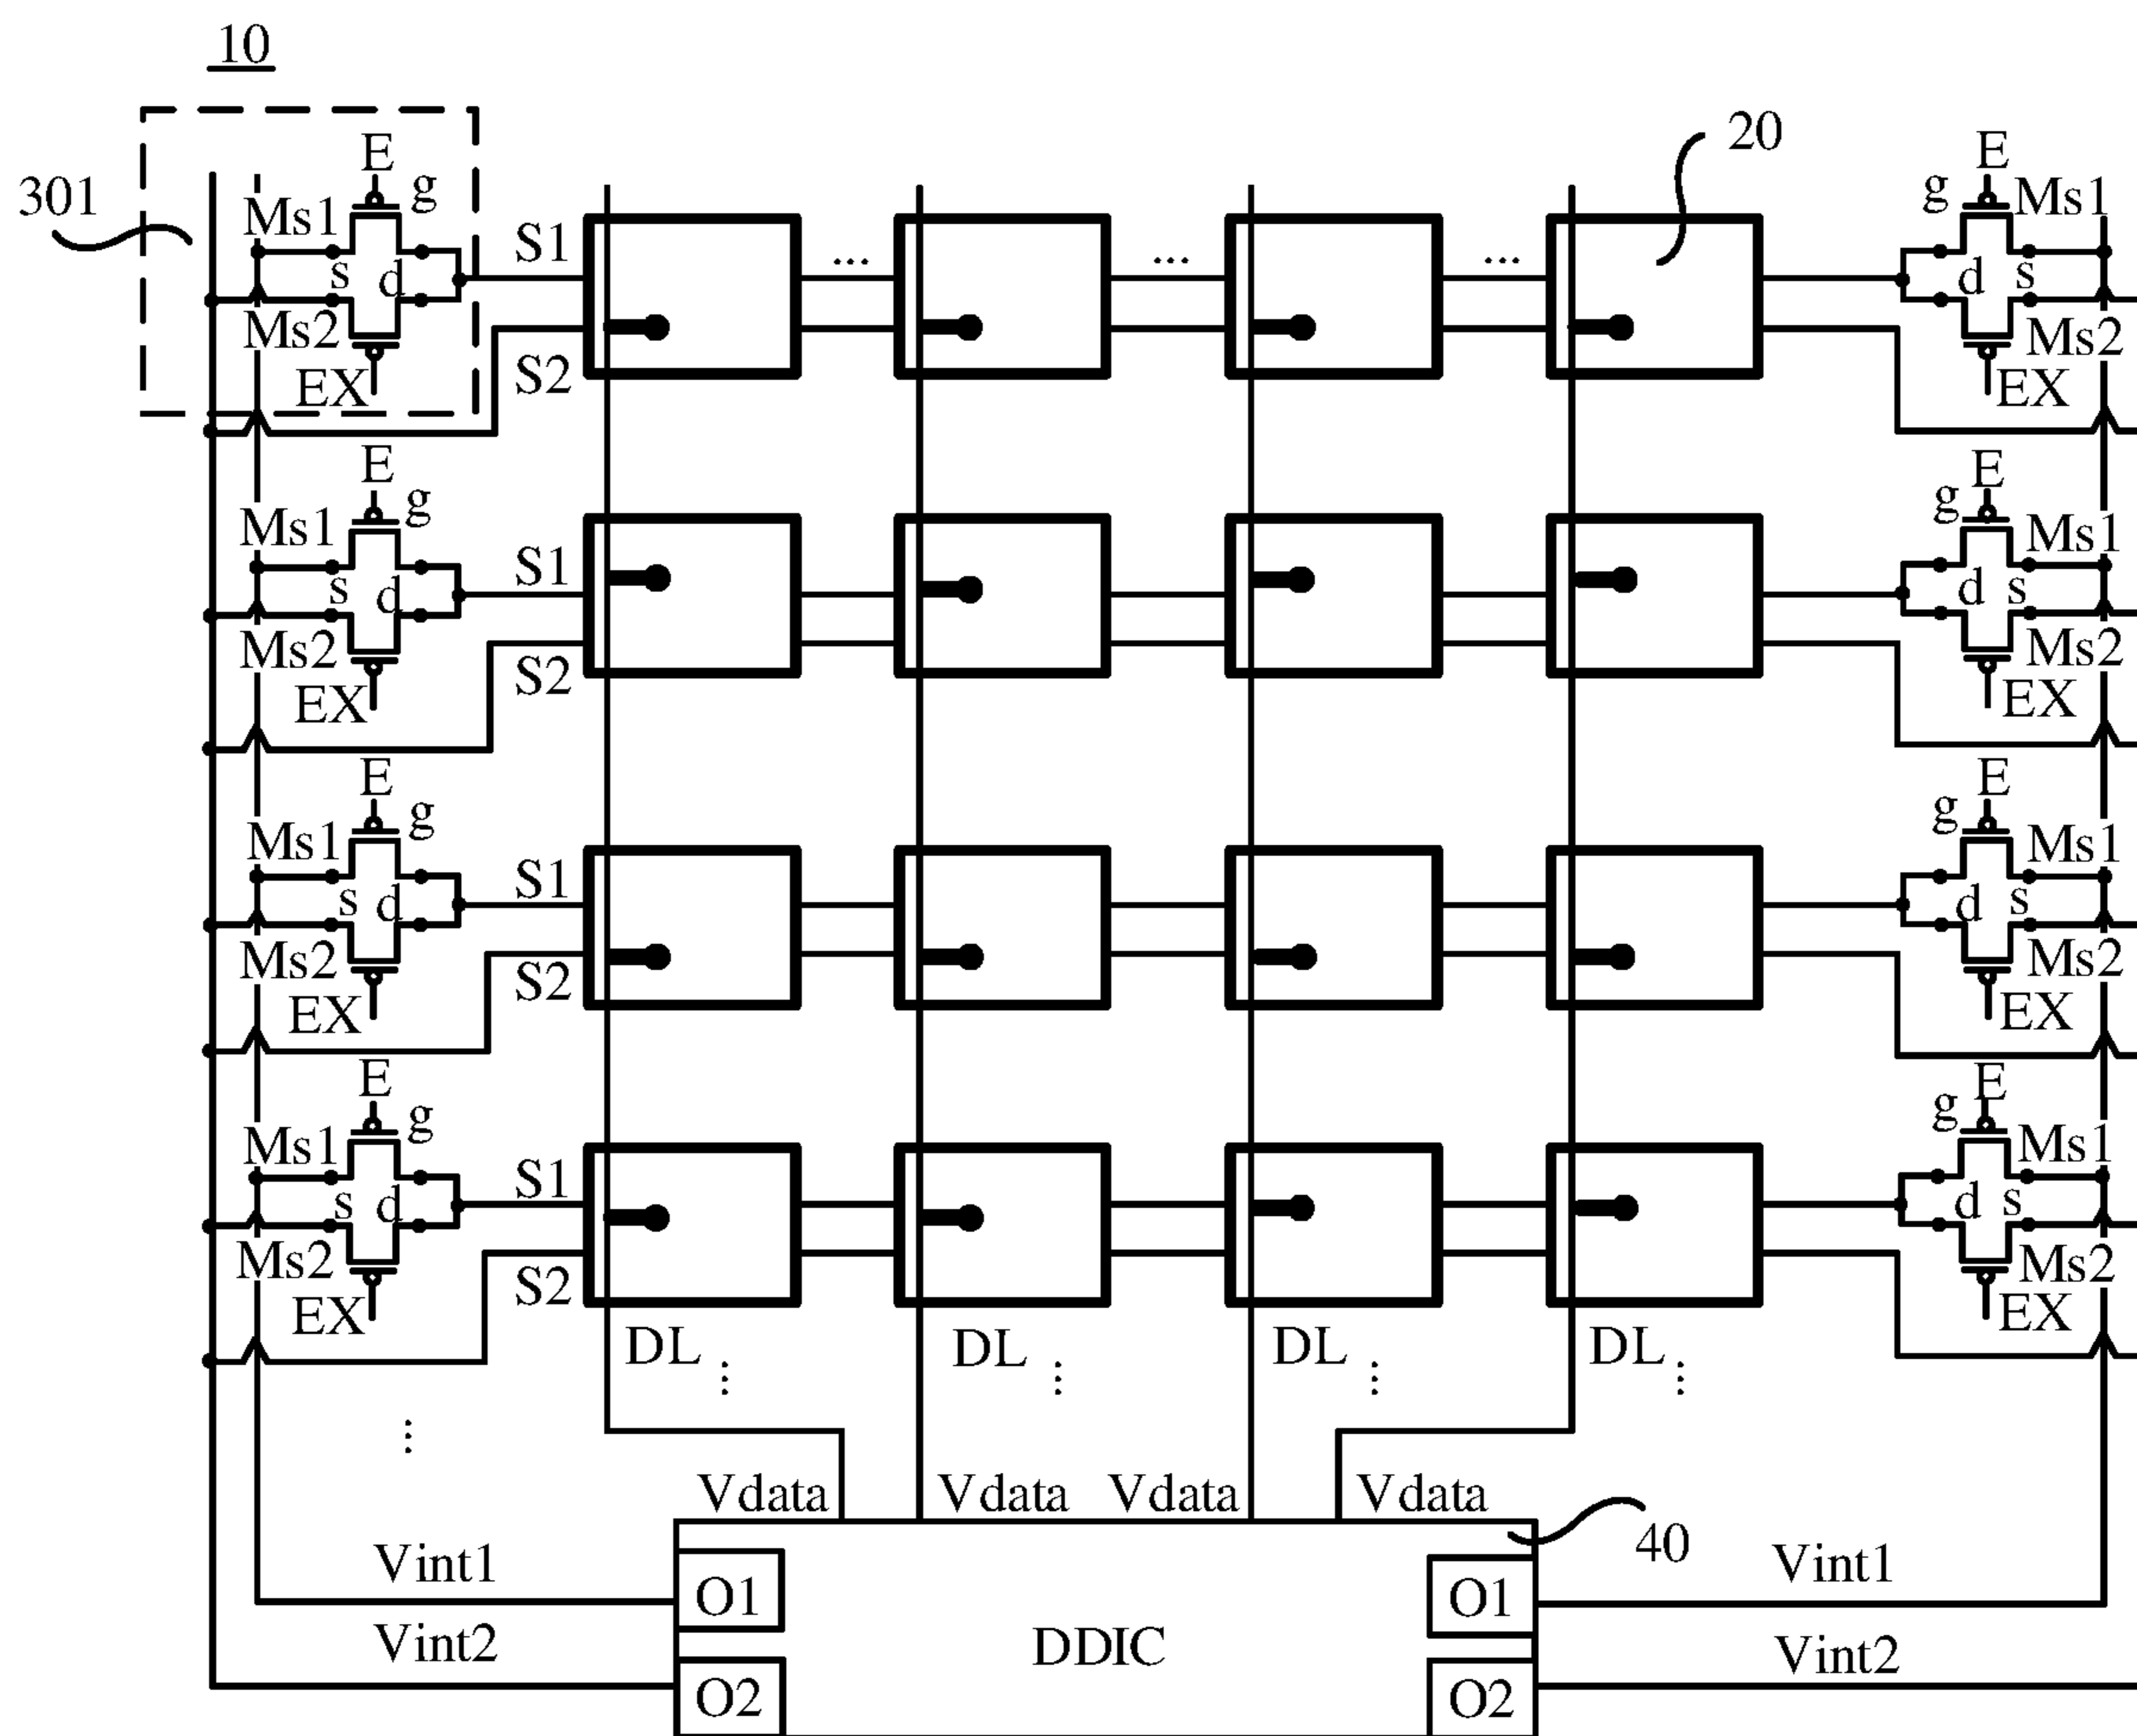 10
301
20
E
g
Ms1
s
d
Ms2
EX
S1
...
...
...
S2
E
g
Ms1
d
s
Ms2
EX
E
g
Ms1
s
d
Ms2
EX
S1
S2
E
g
Ms1
d
s
Ms2
EX
E
g
Ms1
s
d
Ms2
EX
S1
S2
E
g
Ms1
d
s
Ms2
EX
E
g
Ms1
s
d
Ms2
EX
S1
S2
E
g
Ms1
d
s
Ms2
EX
DL
DL
DL
DL
Vdata
Vdata
Vdata
Vdata
40
Vint1
O1
O1
Vint1
Vint2
DDIC
Vint2
O2
O2